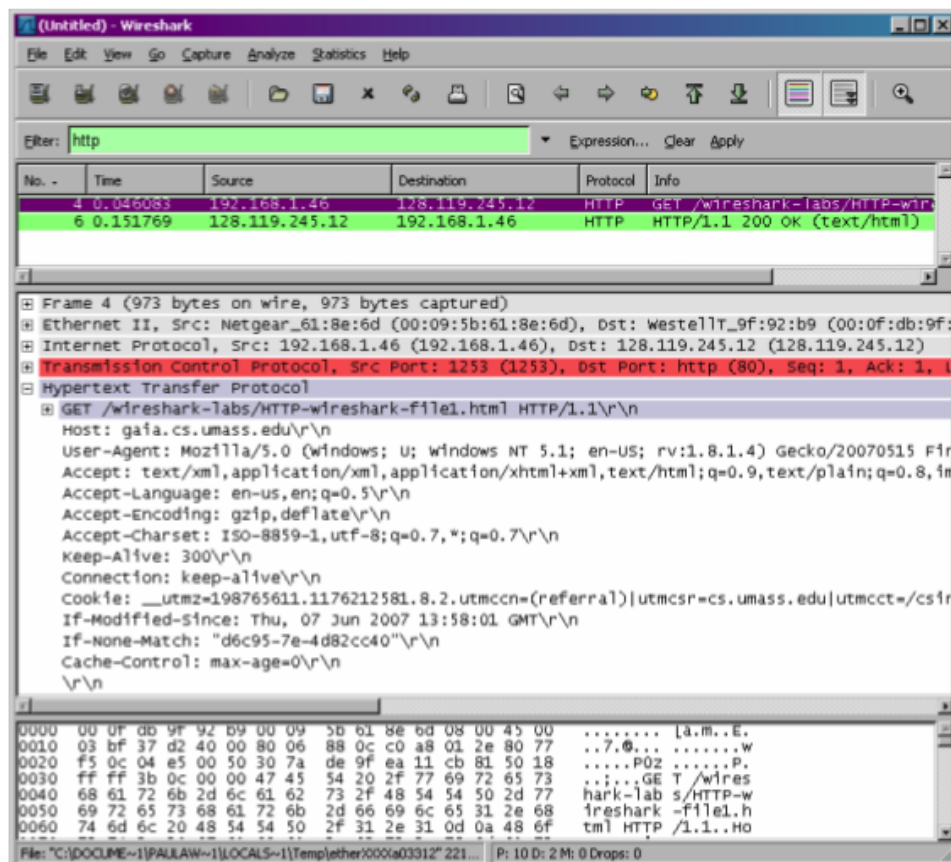 (Untitled) - Wireshark
File Edit View Go Capture Analyze Statistics Help
Filter: http Expression... Clear Apply
No. - Time Source Destination Protocol Info
4 0.046083 192.168.1.46 128.119.245.12 HTTP GET /wireshark-labs/HTTP-wire
6 0.151769 128.119.245.12 192.168.1.46 HTTP HTTP/1.1 200 OK (text/html)
Frame 4 (973 bytes on wire, 973 bytes captured)
Ethernet II, Src: Netgear_61:8e:6d (00:09:5b:61:8e:6d), Dst: WestellT_9f:92:b9 (00:0f:db:9f:
Internet Protocol, Src: 192.168.1.46 (192.168.1.46), Dst: 128.119.245.12 (128.119.245.12)
Transmission Control Protocol, Src Port: 1253 (1253), Dst Port: http (80), Seq: 1, Ack: 1, L
Hypertext Transfer Protocol
GET /wireshark-labs/HTTP-wireshark-file1.html HTTP/1.1\r\n
Host: gaia.cs.umass.edu\r\n
User-Agent: Mozilla/5.0 (Windows; U; Windows NT 5.1; en-US; rv:1.8.1.4) Gecko/20070515 Fir
Accept: text/xml,application/xml,application/xhtml+xml,text/html;q=0.9,text/plain;q=0.8,im
Accept-Language: en-us,en;q=0.5\r\n
Accept-Encoding: gzip,deflate\r\n
Accept-Charset: ISO-8859-1,utf-8;q=0.7,*;q=0.7\r\n
Keep-Alive: 300\r\n
Connection: keep-alive\r\n
Cookie: __utmz=198765611.1176212581.8.2.utmccn=(referral)|utmcsr=cs.umass.edu|utmcct=/csir
If-Modified-Since: Thu, 07 Jun 2007 13:58:01 GMT\r\n
If-None-Match: "d6c95-7e-4d82cc40"\r\n
Cache-Control: max-age=0\r\n
\r\n
0000 00 0f db 9f 92 b9 00 09 5b 61 8e 6d 08 00 45 00 ........ [a.m..E.
0010 03 bf 37 d2 40 00 80 06 88 0c c0 a8 01 2e 80 77 ..7.@... .......w
0020 f5 0c 04 e5 00 50 30 7a de 9f ea 11 cb 81 50 18 .....P0z ......P.
0030 ff ff 3b 0c 00 00 47 45 54 20 2f 77 69 72 65 73 ..;...GE T /wires
0040 68 61 72 6b 2d 6c 61 62 73 2f 48 54 54 50 2d 77 hark-lab s/HTTP-w
0050 69 72 65 73 68 61 72 6b 2d 66 69 6c 65 31 2e 68 ireshark -file1.h
0060 74 6d 6c 20 48 54 54 50 2f 31 2e 31 0d 0a 48 6f tml HTTP /1.1..Ho
File: "C:\DOCUME~1\PAULAW~1\LOCALS~1\Temp\etherXXXXa03312" 221... P: 10 D: 2 M: 0 Drops: 0